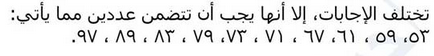 تختلف الإجابات، إلا أنها يجب أن تتضمن عددين مما يأتي:
٥٣، ٥٩ ، ٦١، ٦٧ ، ٧١ ، ٧٣، ٧٩ ، ٨٣ ، ٨٩ ، ٩٧.